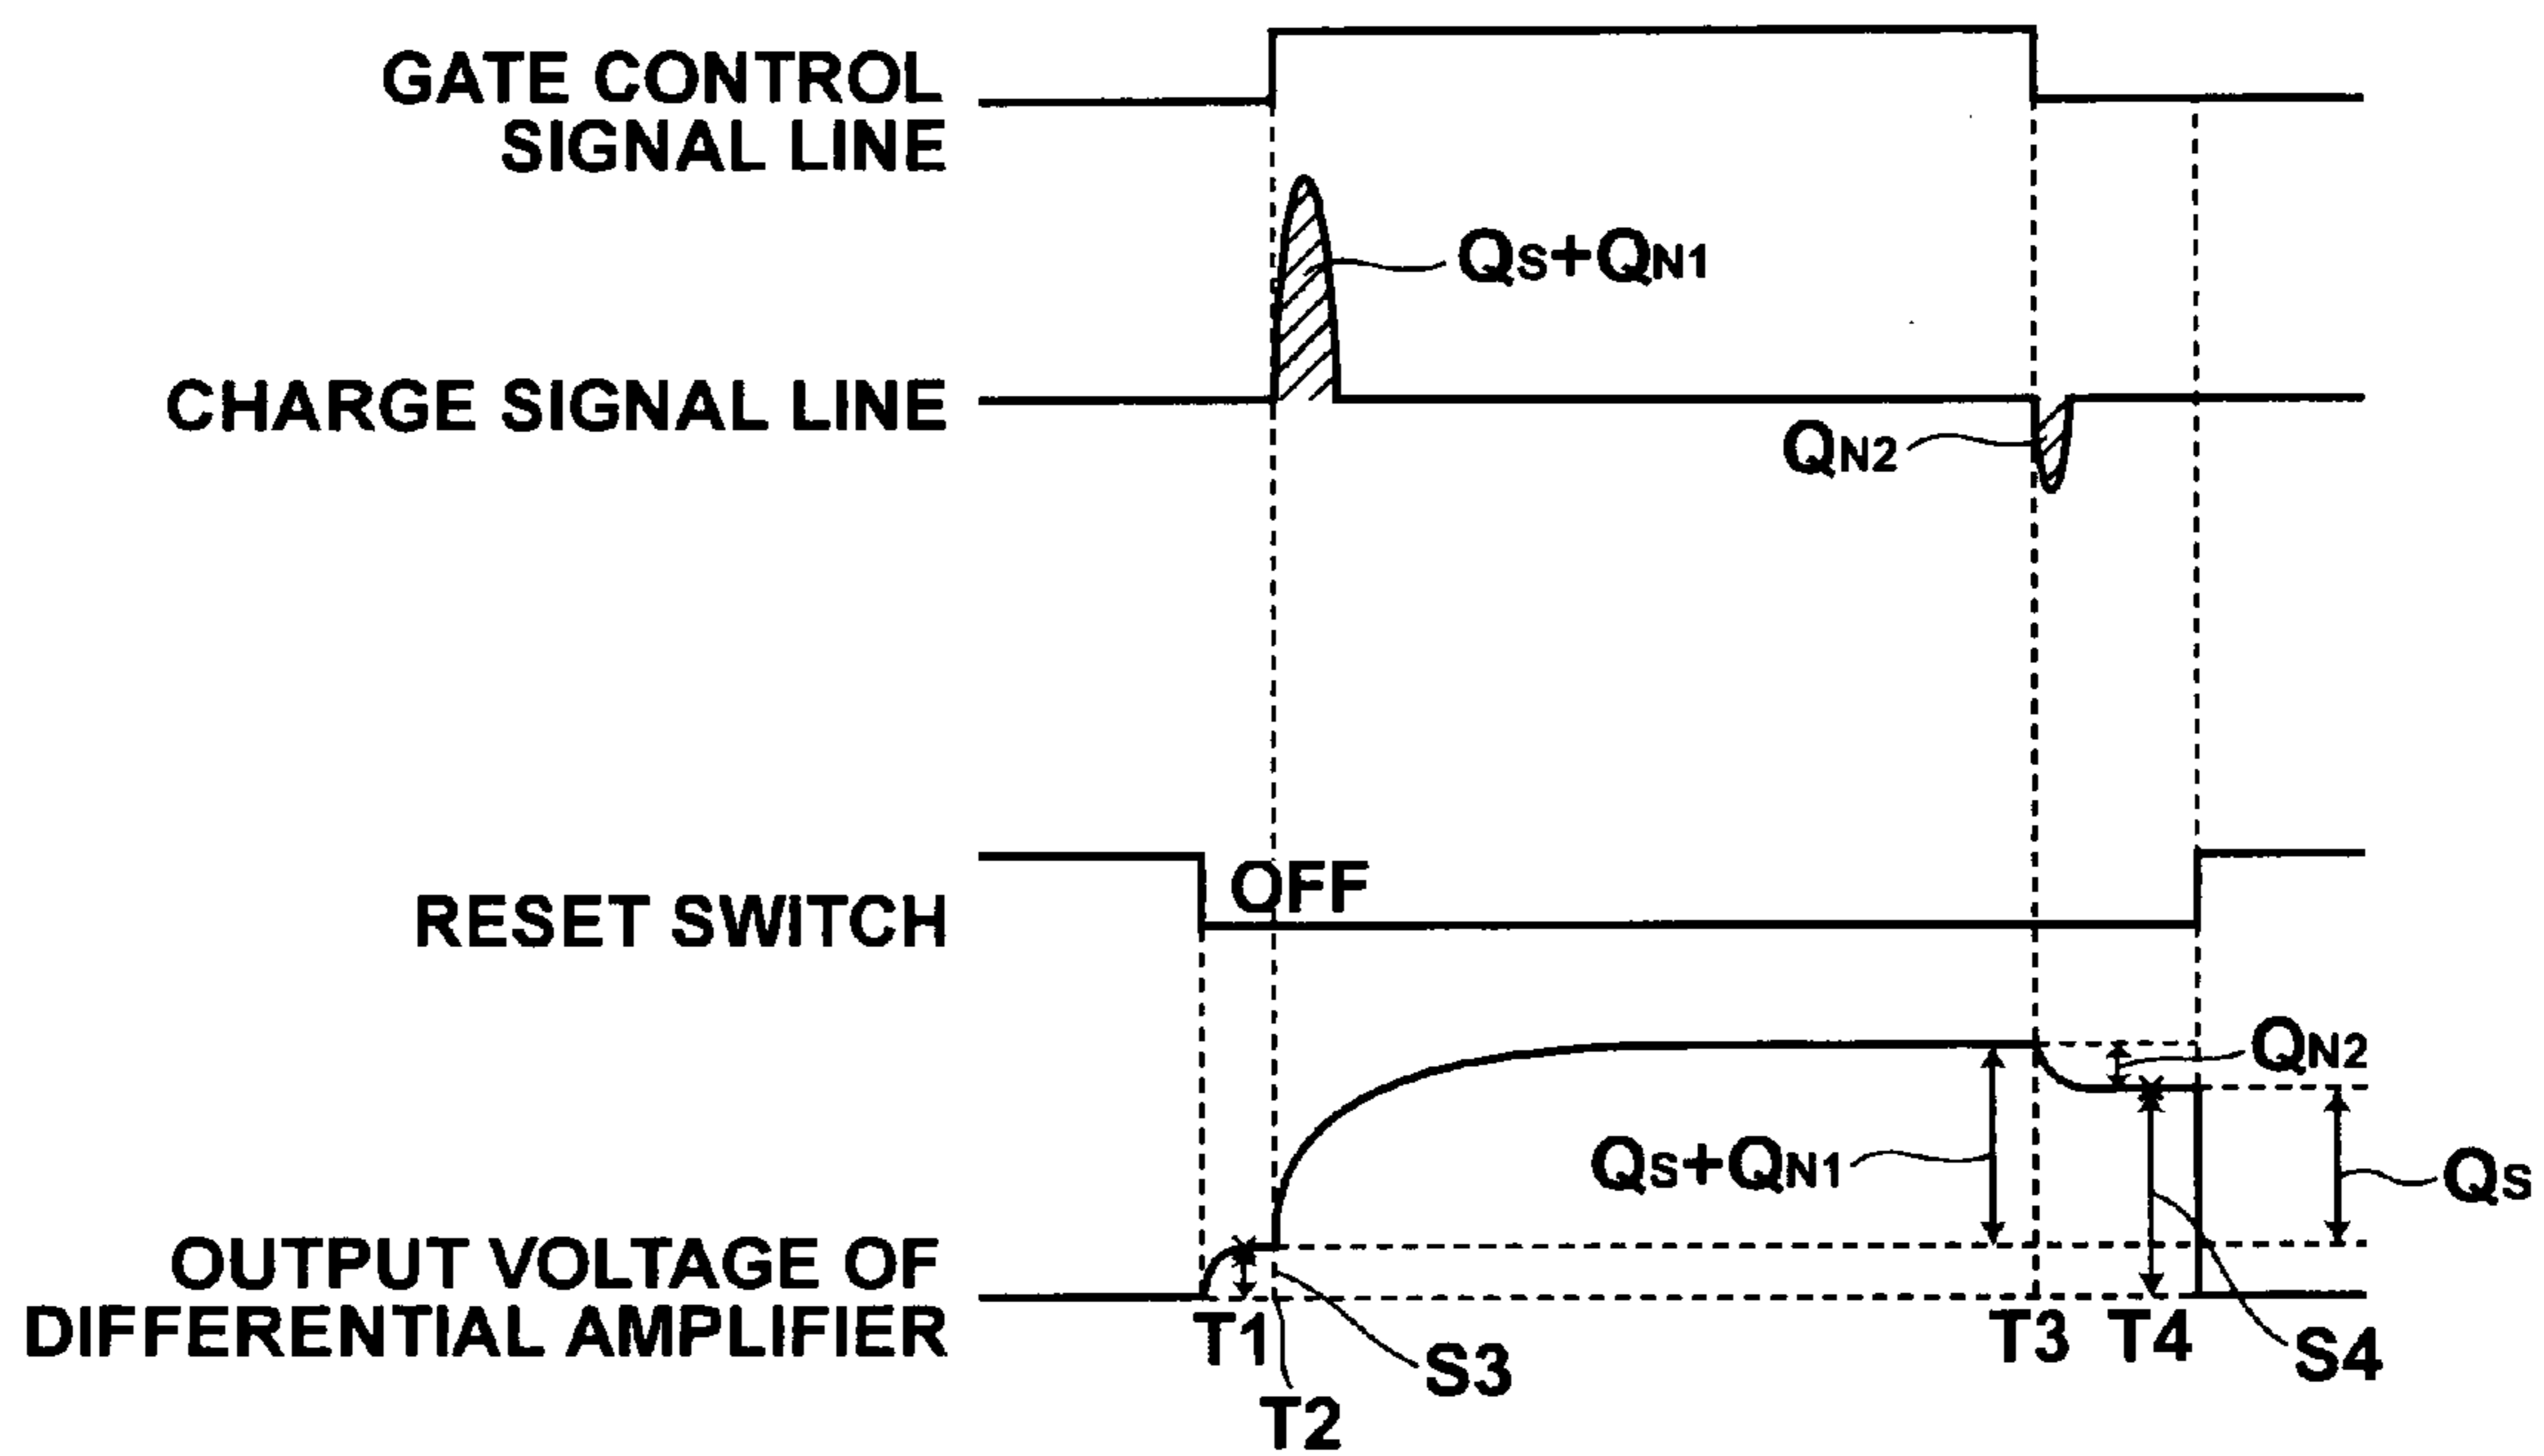 GATE CONTROL
SIGNAL LINE
QS+QN1
CHARGE SIGNAL LINE
QN2
OFF
RESET SWITCH
QN2
QS+QN1
QS
OUTPUT VOLTAGE OF
DIFFERENTIAL AMPLIFIER
T1
T3
T4
S3
S4
T2